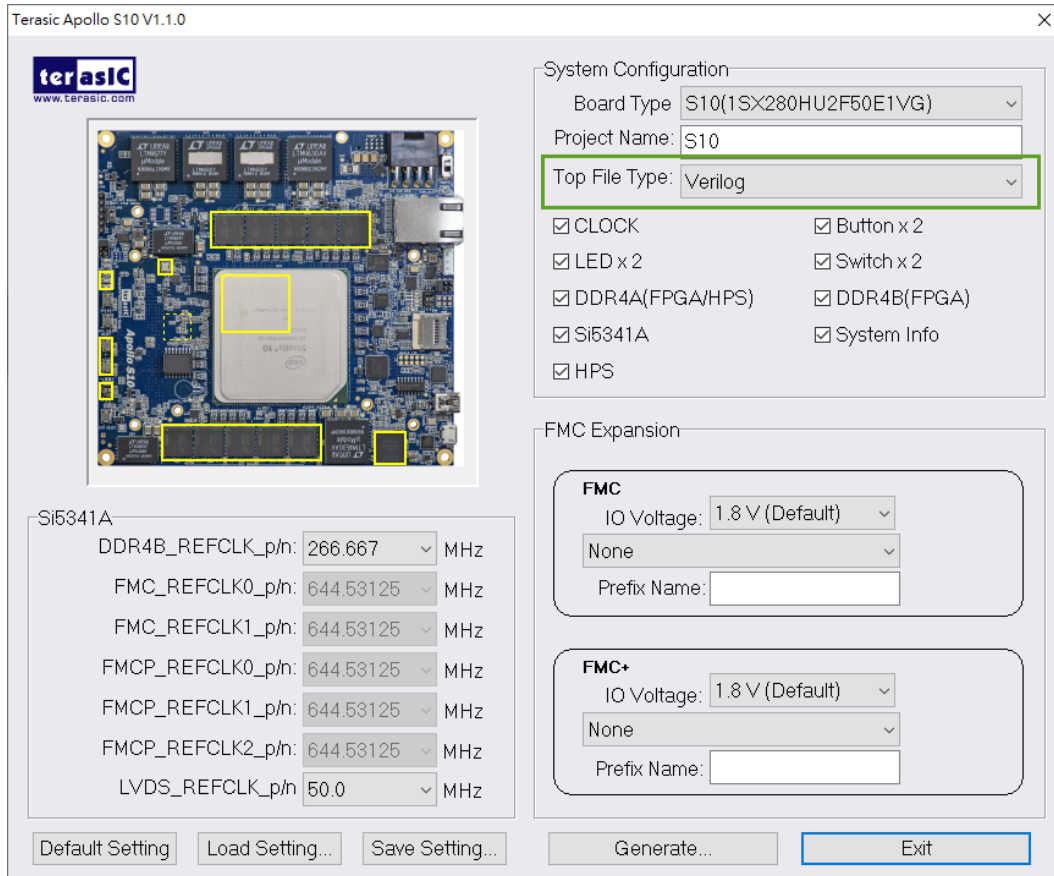 Terasic Apollo S10 V1.1.0
terasIC
www.terasic.com
Apollo S10
Stratix 10
System Configuration
Board Type S10(1SX280HU2F50E1VG)
Project Name: S10
Top File Type: Verilog
CLOCK Button x 2
LED x 2 Switch x 2
DDR4A(FPGA/HPS) DDR4B(FPGA)
Si5341A System Info
HPS
FMC Expansion
FMC
IO Voltage: 1.8 V (Default)
None
Prefix Name:
FMC+
IO Voltage: 1.8 V (Default)
None
Prefix Name:
Si5341A
DDR4B_REFCLK_p/n: 266.667 MHz
FMC_REFCLK0_p/n: 644.53125 MHz
FMC_REFCLK1_p/n: 644.53125 MHz
FMCP_REFCLK0_p/n: 644.53125 MHz
FMCP_REFCLK1_p/n: 644.53125 MHz
FMCP_REFCLK2_p/n: 644.53125 MHz
LVDS_REFCLK_p/n 50.0 MHz
Default Setting Load Setting... Save Setting... Generate... Exit